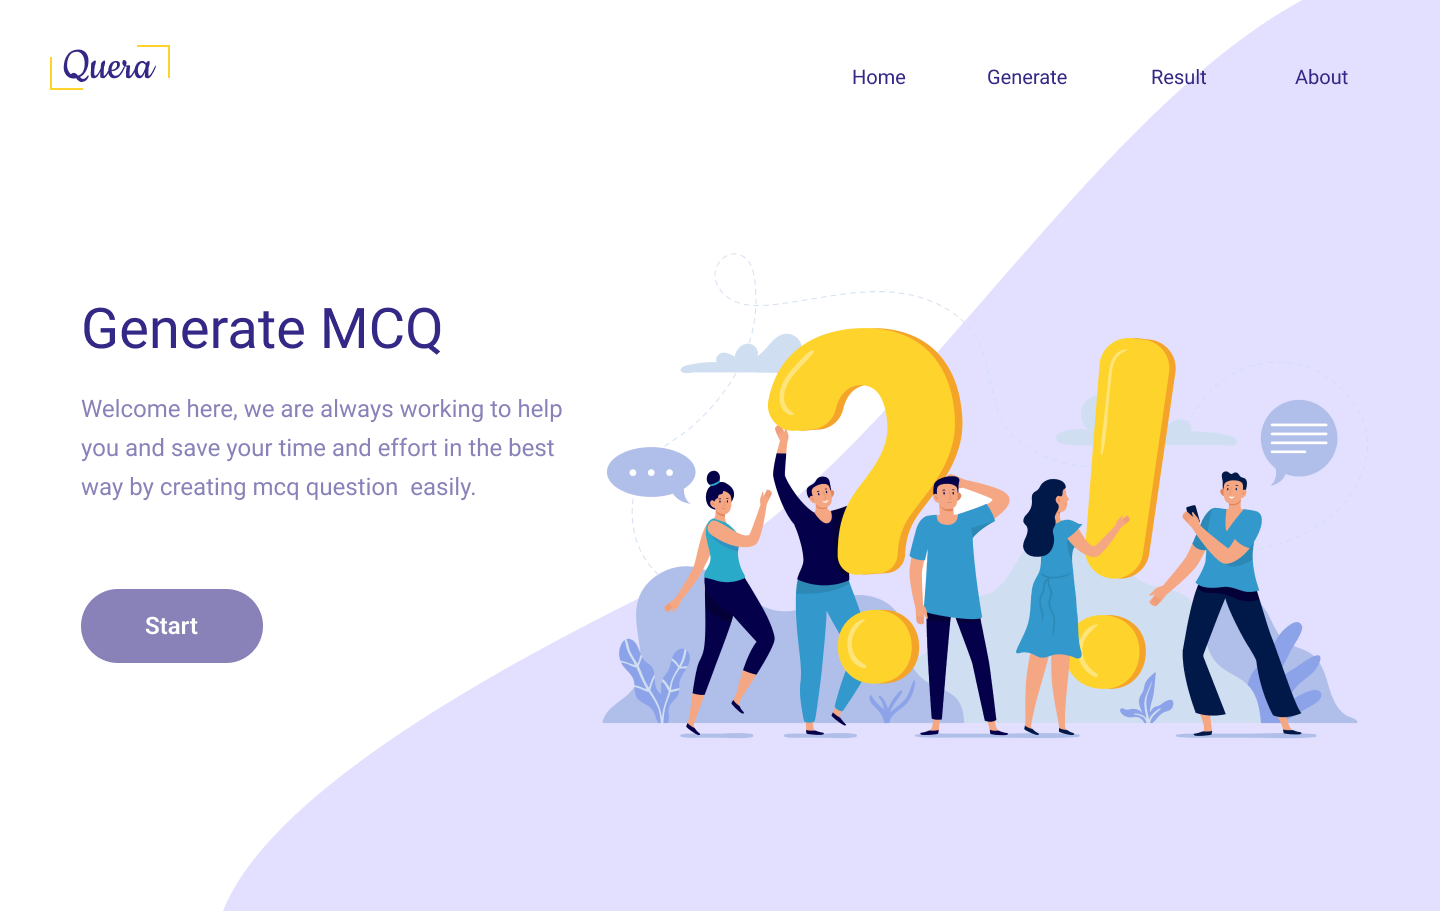 Quera
Home Generate Result About
Generate MCQ
Welcome here, we are always working to help
you and save your time and effort in the best
way by creating mcq question  easily.
Start